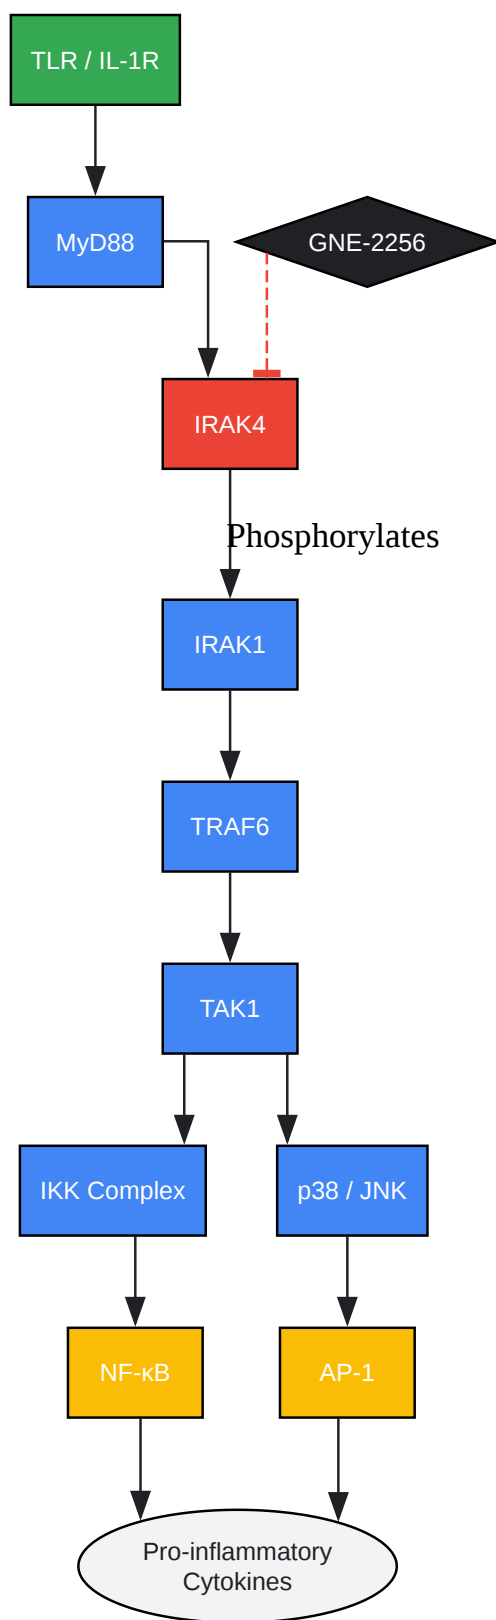 TLR / IL-1R
MyD88
GNE-2256
IRAK4
Phosphorylates
IRAK1
TRAF6
TAK1
IKK Complex
p38 / JNK
NF-κB
AP-1
Pro-inflammatory
Cytokines